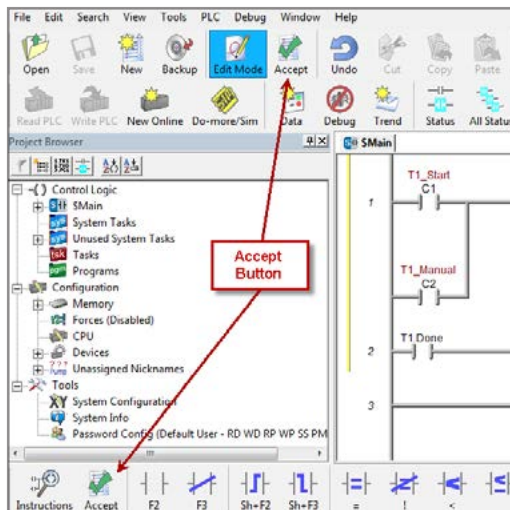 File Edit Search View Tools PLC Debug Window Help
Open Save New Backup Edit Mode Accept Undo Cut Copy Paste
Read PLC Write PLC New Online Do-more/Sim Data Debug Trend Status All Statu
Project Browser
$Main
Control Logic
$Main
System Tasks
Unused System Tasks
Tasks
Programs
Configuration
Memory
Forces (Disabled)
CPU
Devices
Unassigned Nicknames
Tools
System Configuration
System Info
Password Config (Default User - RD WD RP WP SS PM
Accept
Button
T1_Start
C1
1
T1_Manual
C2
T1.Done
2
3
Instructions Accept F2 F3 Sh+F2 Sh+F3 = ! <